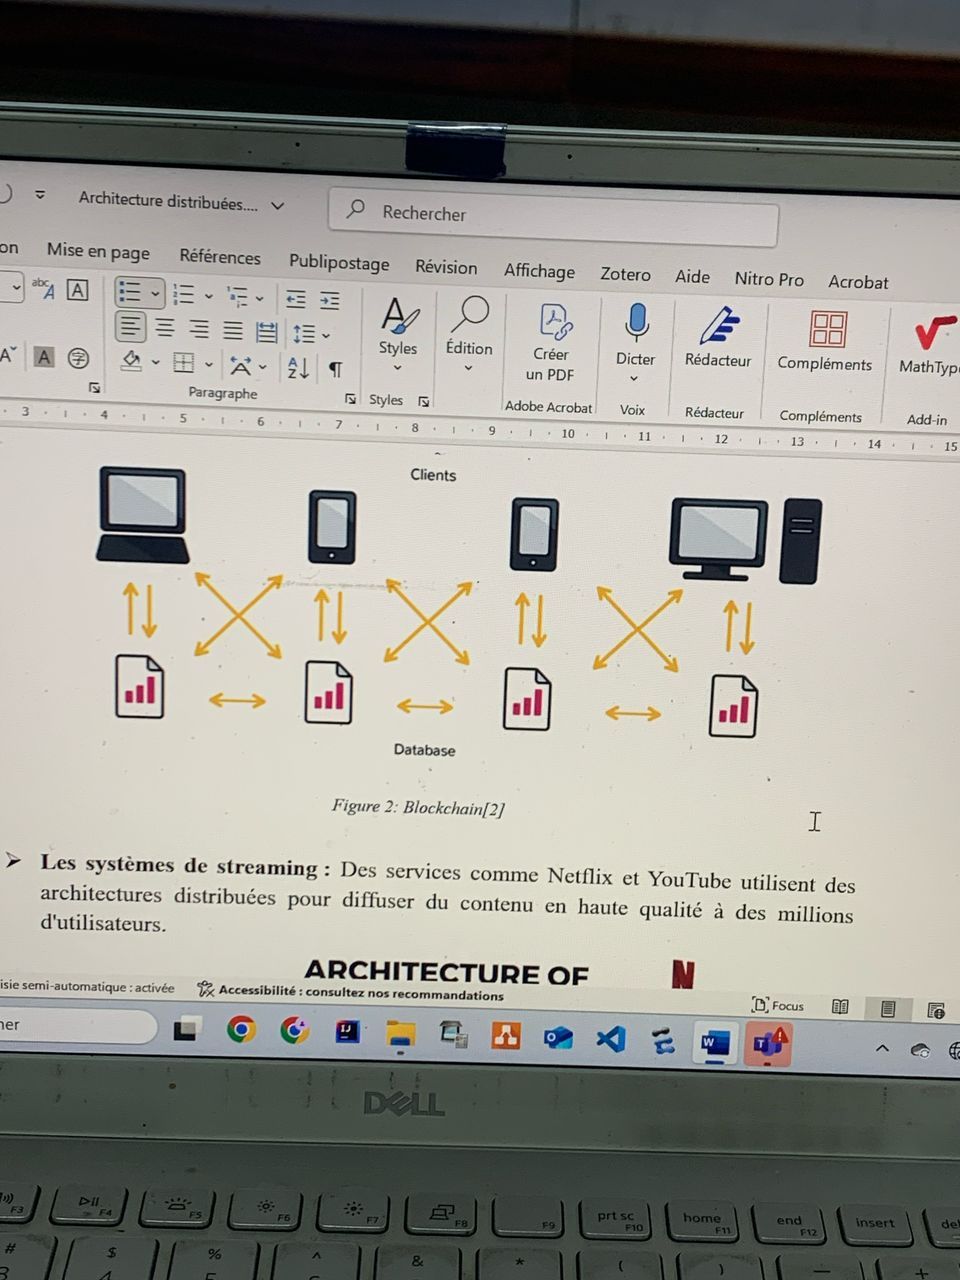 Architecture distribuées....
Rechercher
on Mise en page Références Publipostage Révision Affichage Zotero Aide Nitro Pro Acrobat
Styles
Édition
Créer
un PDF
Dicter
Rédacteur
Compléments
MathType
Paragraphe
Styles
Adobe Acrobat
Voix
Rédacteur
Compléments
Add-in
3 4 5 6 7 8 9 10 11 12 13 14 15
Clients
Database
Figure 2: Blockchain[2]
➤ Les systèmes de streaming : Des services comme Netflix et YouTube utilisent des
architectures distribuées pour diffuser du contenu en haute qualité à des millions
d'utilisateurs.
ARCHITECTURE OF N
isie semi-automatique : activée
Accessibilité : consultez nos recommandations
Focus
her
DELL
F3
F4
F5
F6
F7
F8
F9
prt sc
F10
home
F11
end
F12
insert
del
# $ % ^ & * ( ) _ +